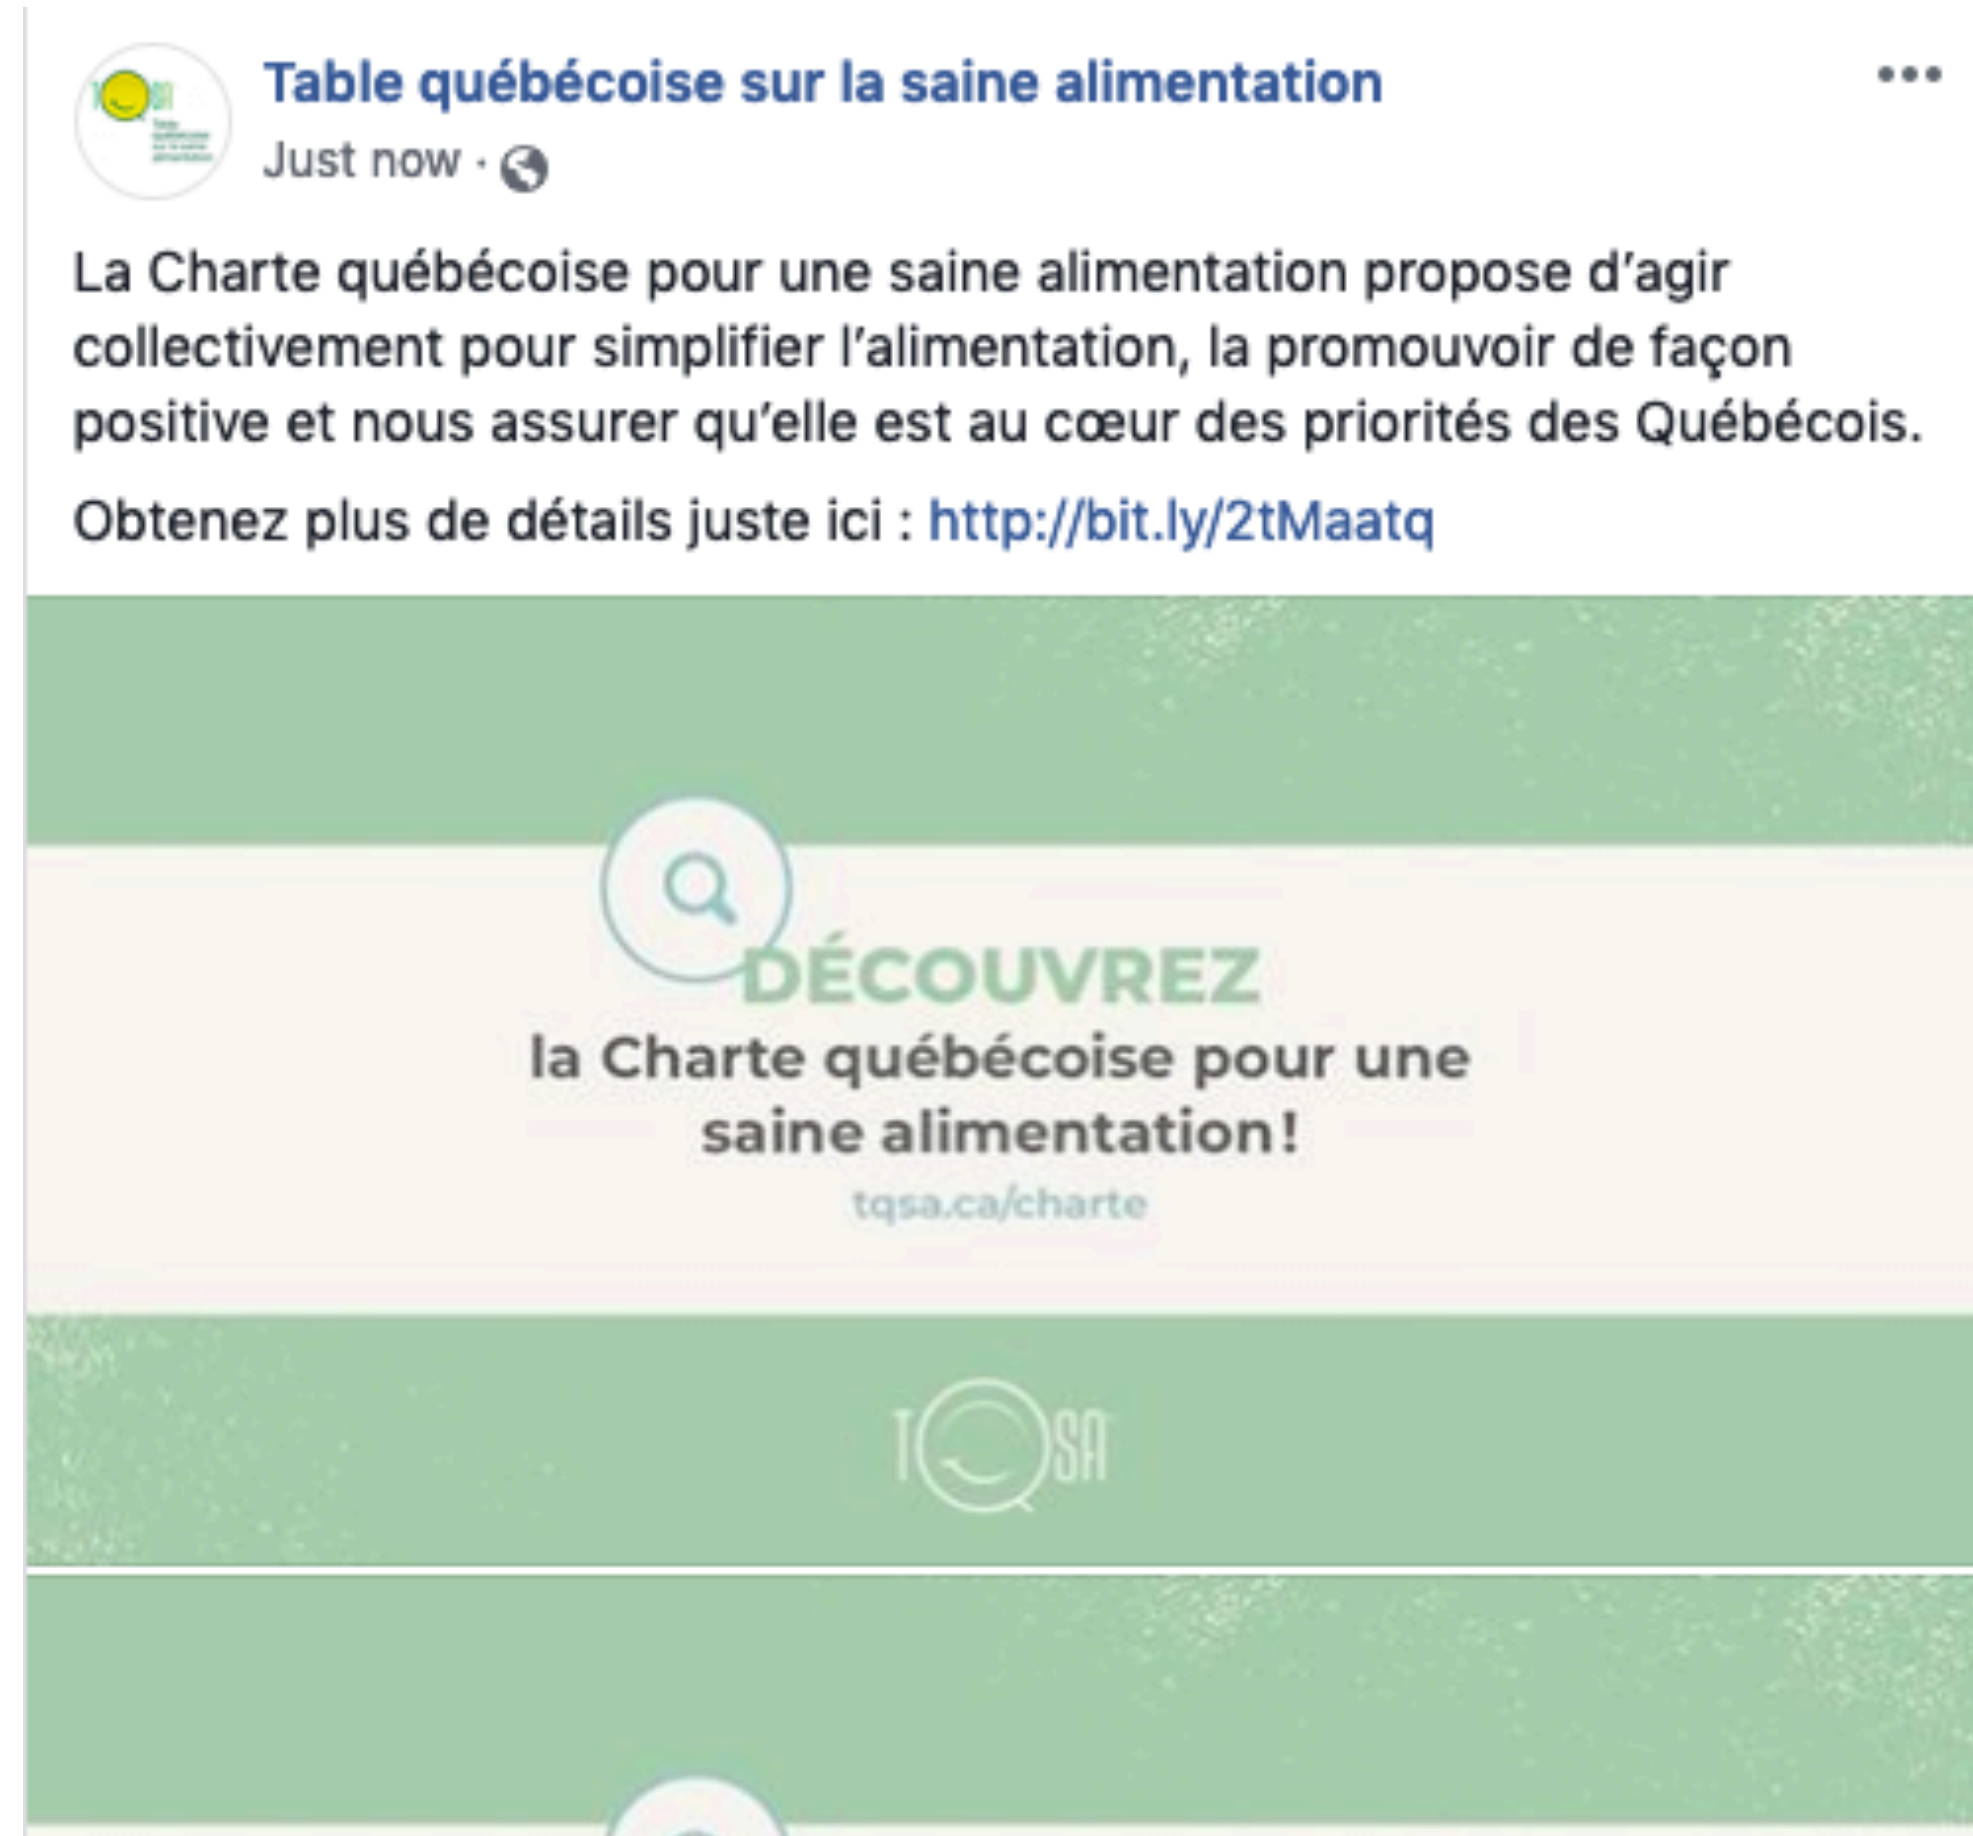 Table québécoise sur la saine alimentation
Just now ·
La Charte québécoise pour une saine alimentation propose d’agir
collectivement pour simplifier l’alimentation, la promouvoir de façon
positive et nous assurer qu’elle est au cœur des priorités des Québécois.
Obtenez plus de détails juste ici : http://bit.ly/2tMaatq
DÉCOUVREZ
la Charte québécoise pour une
saine alimentation!
tqsa.ca/charte
TQSA